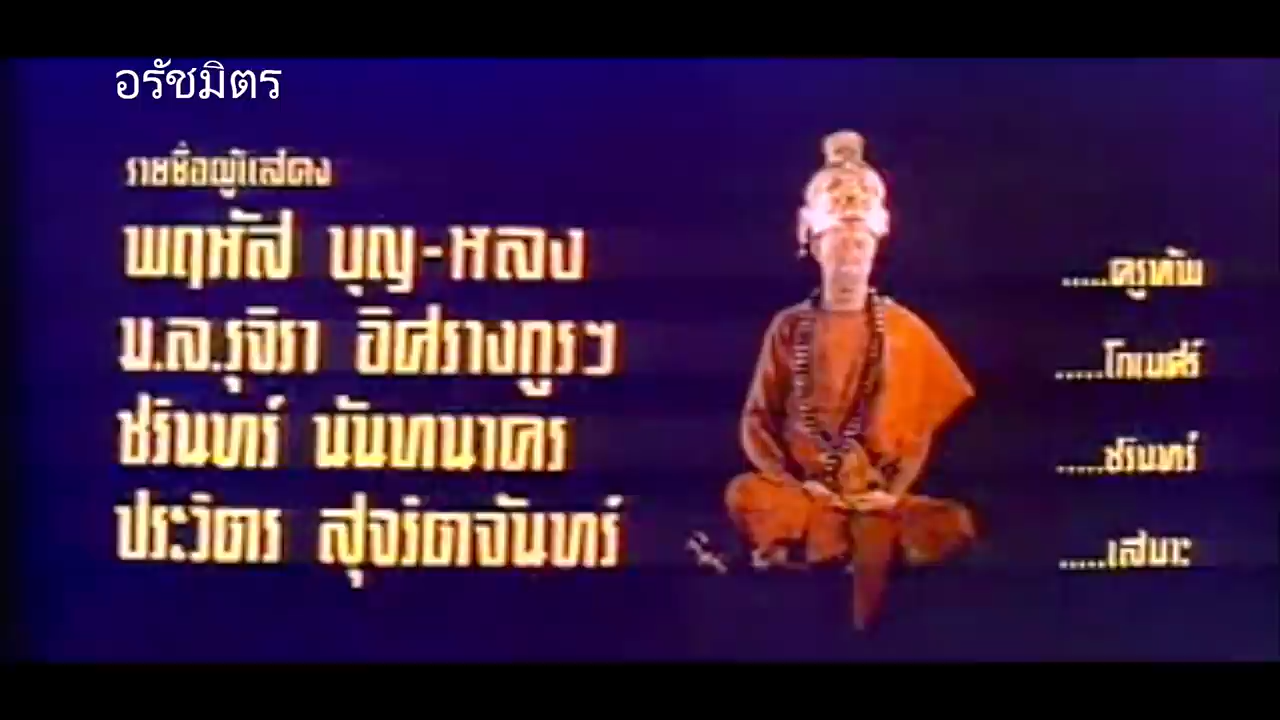 อรัชมิตร
รายชื่อผู้แสดง
พฤหัส บุญ-หลง .....ครูทัพ
ม.ล.รุจิรา อิศรางกูรฯ .....โกเมศร์
ชรินทร์ นันทนาคร .....ชรินทร์
ประวิตร สุจริตจันทร์ .....เสนาะ